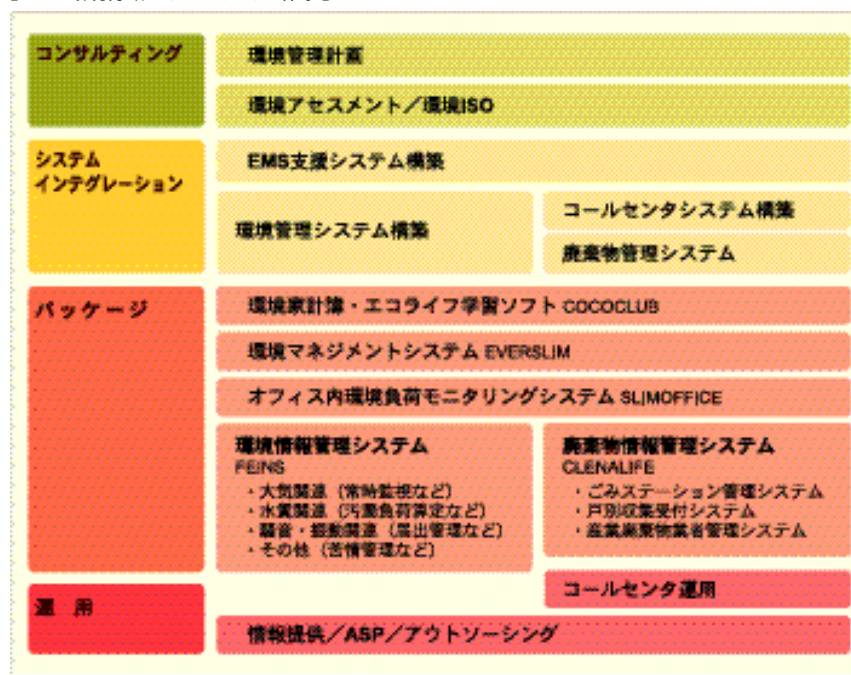 コンサルティング
環境管理計画
環境アセスメント／環境ISO
システム
インテグレーション
EMS支援システム構築
環境管理システム構築
コールセンタシステム構築
廃棄物管理システム
パッケージ
環境家計簿・エコライフ学習ソフト COCOCLUB
環境マネジメントシステム EVERSLIM
オフィス内環境負荷モニタリングシステム SLIMOFFICE
環境情報管理システム
FEINS
・大気関連（常時監視など）
・水質関連（汚濁負荷算定など）
・騒音・振動関連（届出管理など）
・その他（苦情管理など）
廃棄物情報管理システム
CLENALIFE
・ごみステーション管理システム
・戸別収集受付システム
・産業廃棄物業者管理システム
運 用
コールセンタ運用
情報提供／ASP／アウトソーシング